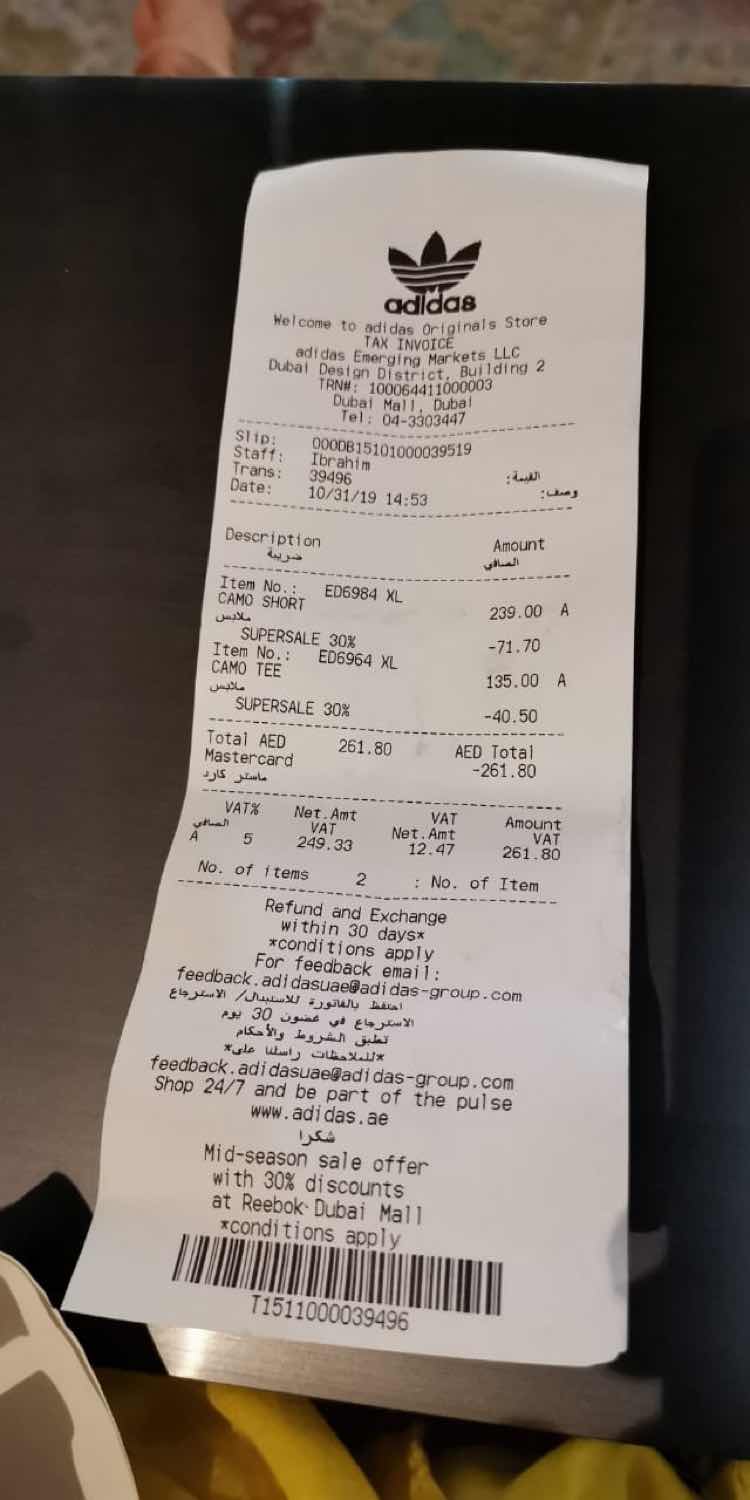 adidas
Welcome to adidas Originals Store
TAX INVOICE
adidas Emerging Markets LLC
Dubai Design District, Building 2
TRN#: 100064411000003
Dubai Mall, Dubai
Tel: 04-3303447
Slip: 000DB15101000039519
Staff: Ibrahim
Trans: 39496 القيمة:
Date: 10/31/19 14:53 وصف:
Description Amount
ضريبة الصافي
Item No.: ED6984 XL
CAMO SHORT 239.00 A
ملابس
SUPERSALE 30% -71.70
Item No.: ED6964 XL
CAMO TEE 135.00 A
ملابس
SUPERSALE 30% -40.50
Total AED 261.80 AED Total
Mastercard -261.80
ماستر كارد
VAT% Net.Amt VAT Amount
الصافي VAT Net.Amt VAT
A 5 249.33 12.47 261.80
No. of items 2 : No. of Item
Refund and Exchange
within 30 days*
*conditions apply
For feedback email:
feedback.adidasuae@adidas-group.com
احتفظ بالفاتورة للاستبدال/ الاسترجاع
الاسترجاع في غضون 30 يوم
تطبق الشروط والأحكام
*للملاحظات راسلنا على*
feedback.adidasuae@adidas-group.com
Shop 24/7 and be part of the pulse
www.adidas.ae
شكرا
Mid-season sale offer
with 30% discounts
at Reebok Dubai Mall
*conditions apply
T1511000039496